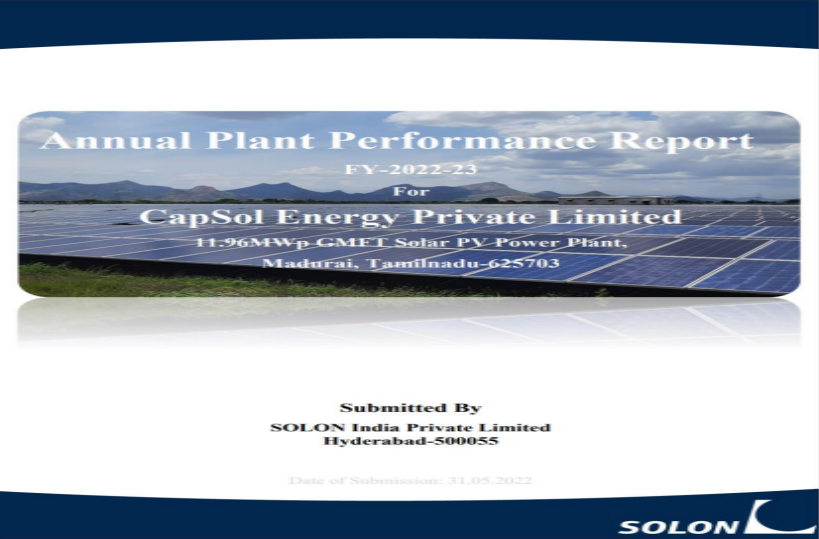 Annual Plant Performance Report
FY-2022-23
For
CapSol Energy Private Limited
11.96MWp GMFT Solar PV Power Plant,
Madurai, Tamilnadu-625703
Submitted By
SOLON India Private Limited
Hyderabad-500055
Date of Submission: 31.05.2022
SOLON